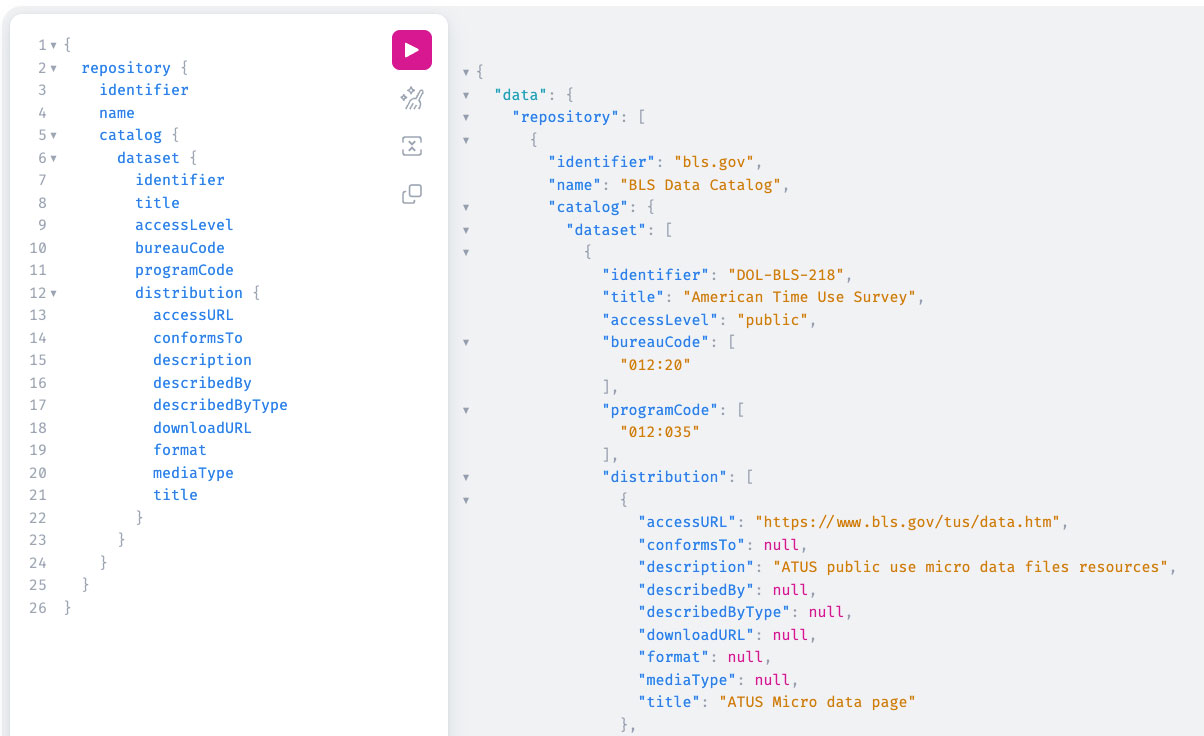 1 {
2   repository {
3     identifier
4     name
5     catalog {
6       dataset {
7         identifier
8         title
9         accessLevel
10         bureauCode
11         programCode
12         distribution {
13           accessURL
14           conformsTo
15           description
16           describedBy
17           describedByType
18           downloadURL
19           format
20           mediaType
21           title
22         }
23       }
24     }
25   }
26 }
{
  "data": {
    "repository": [
      {
        "identifier": "bls.gov",
        "name": "BLS Data Catalog",
        "catalog": {
          "dataset": [
            {
              "identifier": "DOL-BLS-218",
              "title": "American Time Use Survey",
              "accessLevel": "public",
              "bureauCode": [
                "012:20"
              ],
              "programCode": [
                "012:035"
              ],
              "distribution": [
                {
                  "accessURL": "https://www.bls.gov/tus/data.htm",
                  "conformsTo": null,
                  "description": "ATUS public use micro data files resources",
                  "describedBy": null,
                  "describedByType": null,
                  "downloadURL": null,
                  "format": null,
                  "mediaType": null,
                  "title": "ATUS Micro data page"
                },